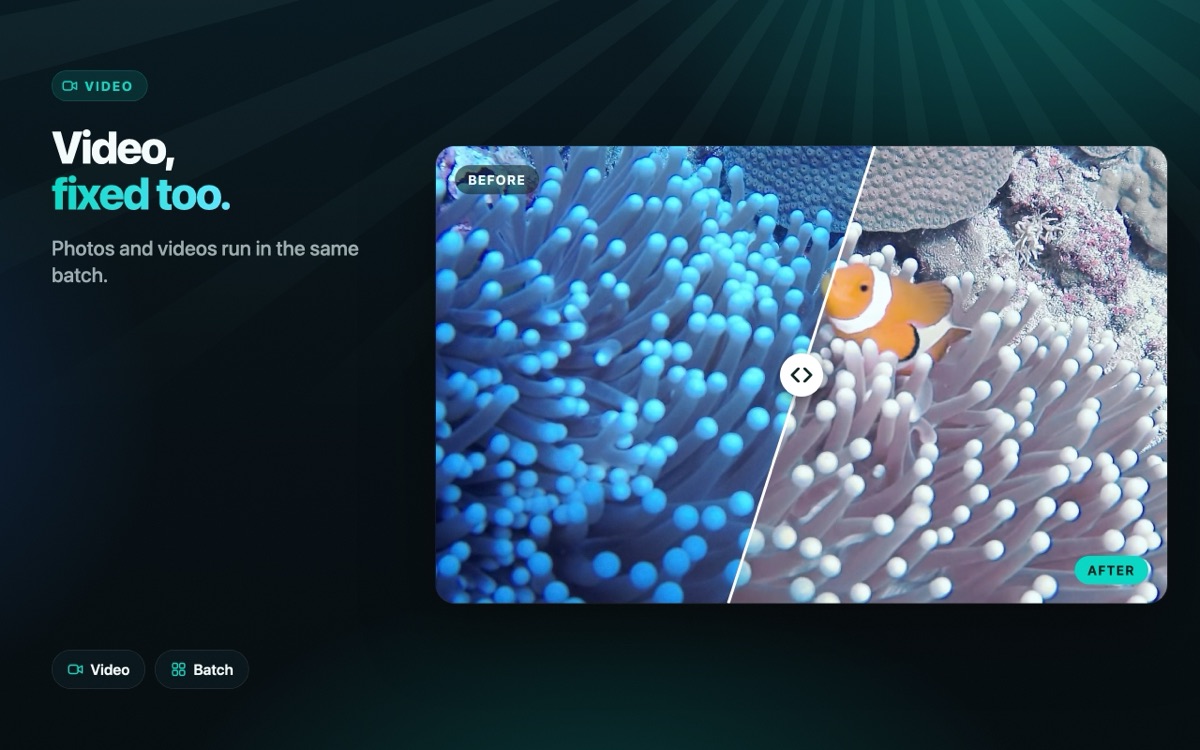 VIDEO
Video,
fixed too.
Photos and videos run in the same
batch.
BEFORE
AFTER
Video
Batch